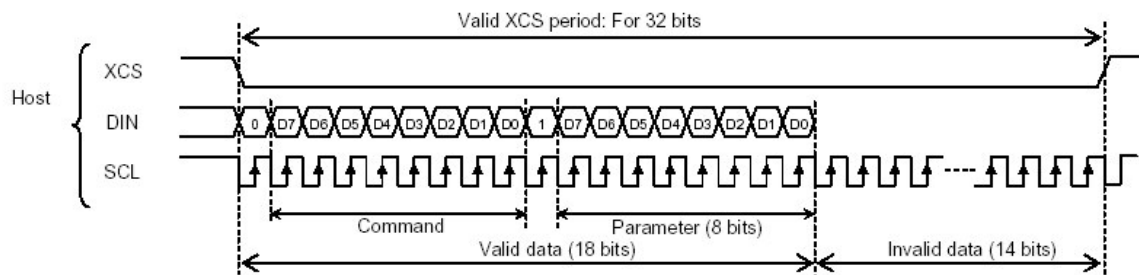 Valid XCS period: For 32 bits
XCS
Host
DIN
0 D7 D6 D5 D4 D3 D2 D1 D0 1 D7 D6 D5 D4 D3 D2 D1 D0
SCL
Command
Parameter (8 bits)
Valid data (18 bits)
Invalid data (14 bits)